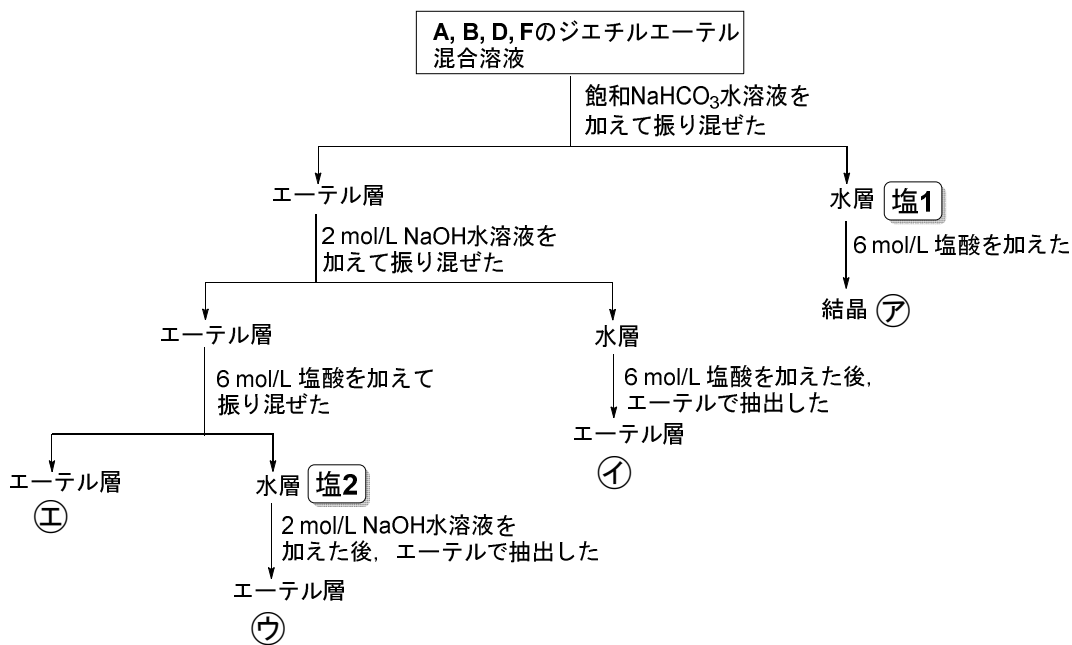 A, B, D, Fのジエチルエーテル
混合溶液
飽和NaHCO₃水溶液を
加えて振り混ぜた
エーテル層
水層 塩1
2 mol/L NaOH水溶液を
加えて振り混ぜた
6 mol/L 塩酸を加えた
結晶 ㋐
エーテル層
水層
6 mol/L 塩酸を加えて
振り混ぜた
6 mol/L 塩酸を加えた後,
エーテルで抽出した
エーテル層
㋑
エーテル層
㋓
水層 塩2
2 mol/L NaOH水溶液を
加えた後,エーテルで抽出した
エーテル層
㋒